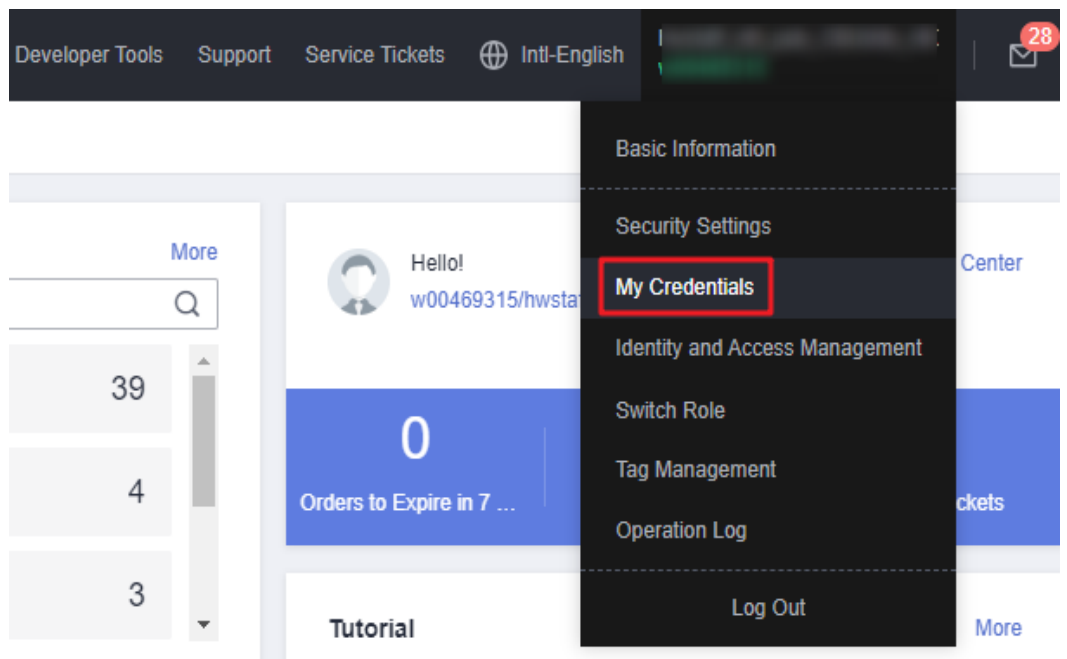 Developer Tools Support Service Tickets Intl-English
28
Basic Information
Security Settings
My Credentials
Identity and Access Management
Switch Role
Tag Management
Operation Log
Log Out
More
39
4
3
Hello!
w00469315/hwsta
Center
0
Orders to Expire in 7 ...
ckets
Tutorial
More